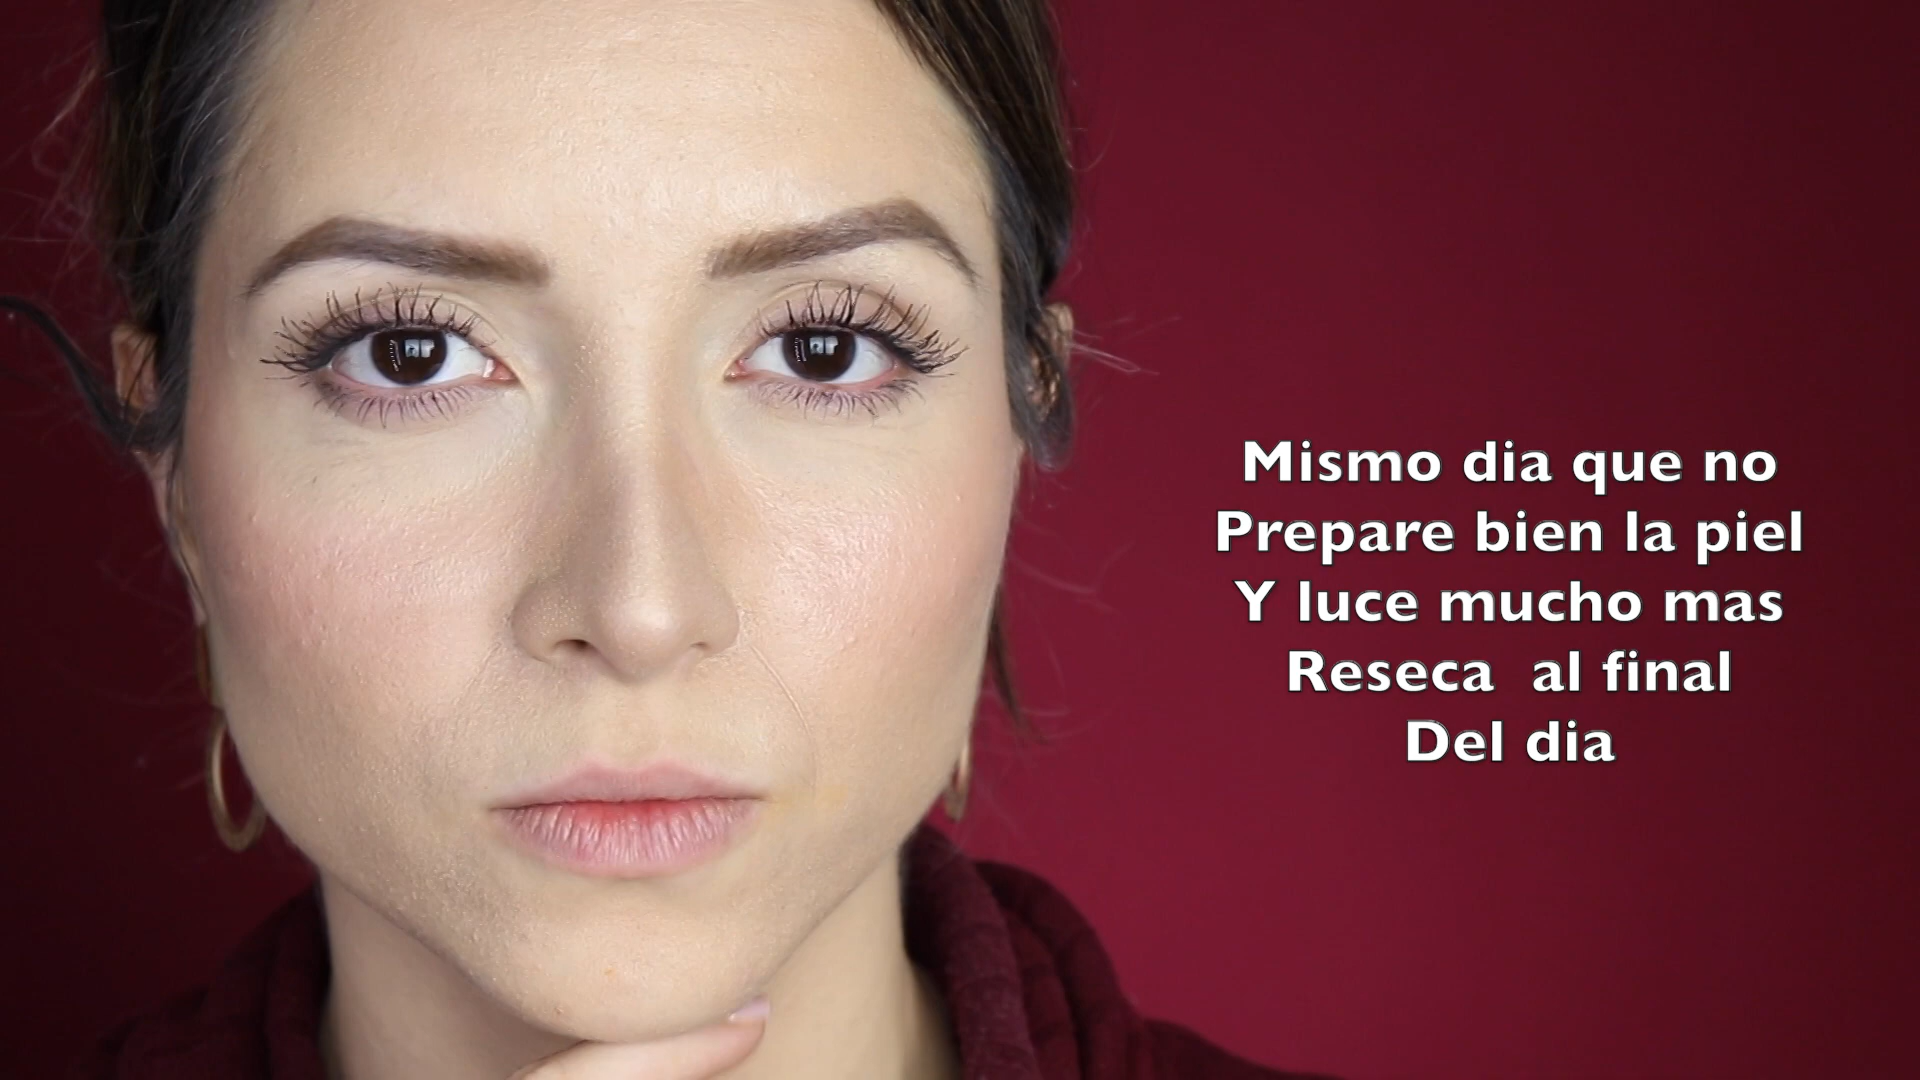 Mismo dia que no
Prepare bien la piel
Y luce mucho mas
Reseca  al final
Del dia